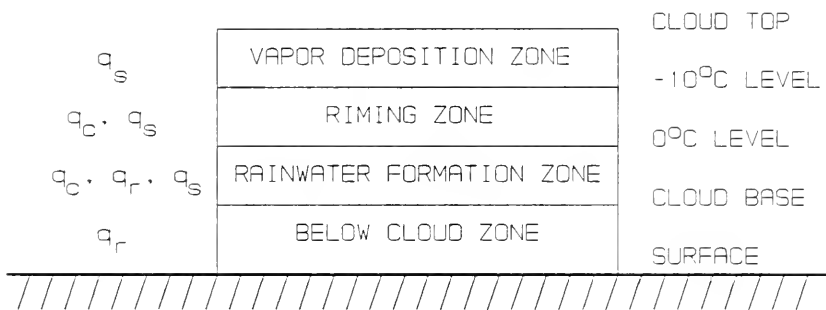 CLOUD TOP
q_s VAPOR DEPOSITION ZONE
-10°C LEVEL
q_c, q_s RIMING ZONE
0°C LEVEL
q_c, q_r, q_s RAINWATER FORMATION ZONE
CLOUD BASE
q_r BELOW CLOUD ZONE
SURFACE